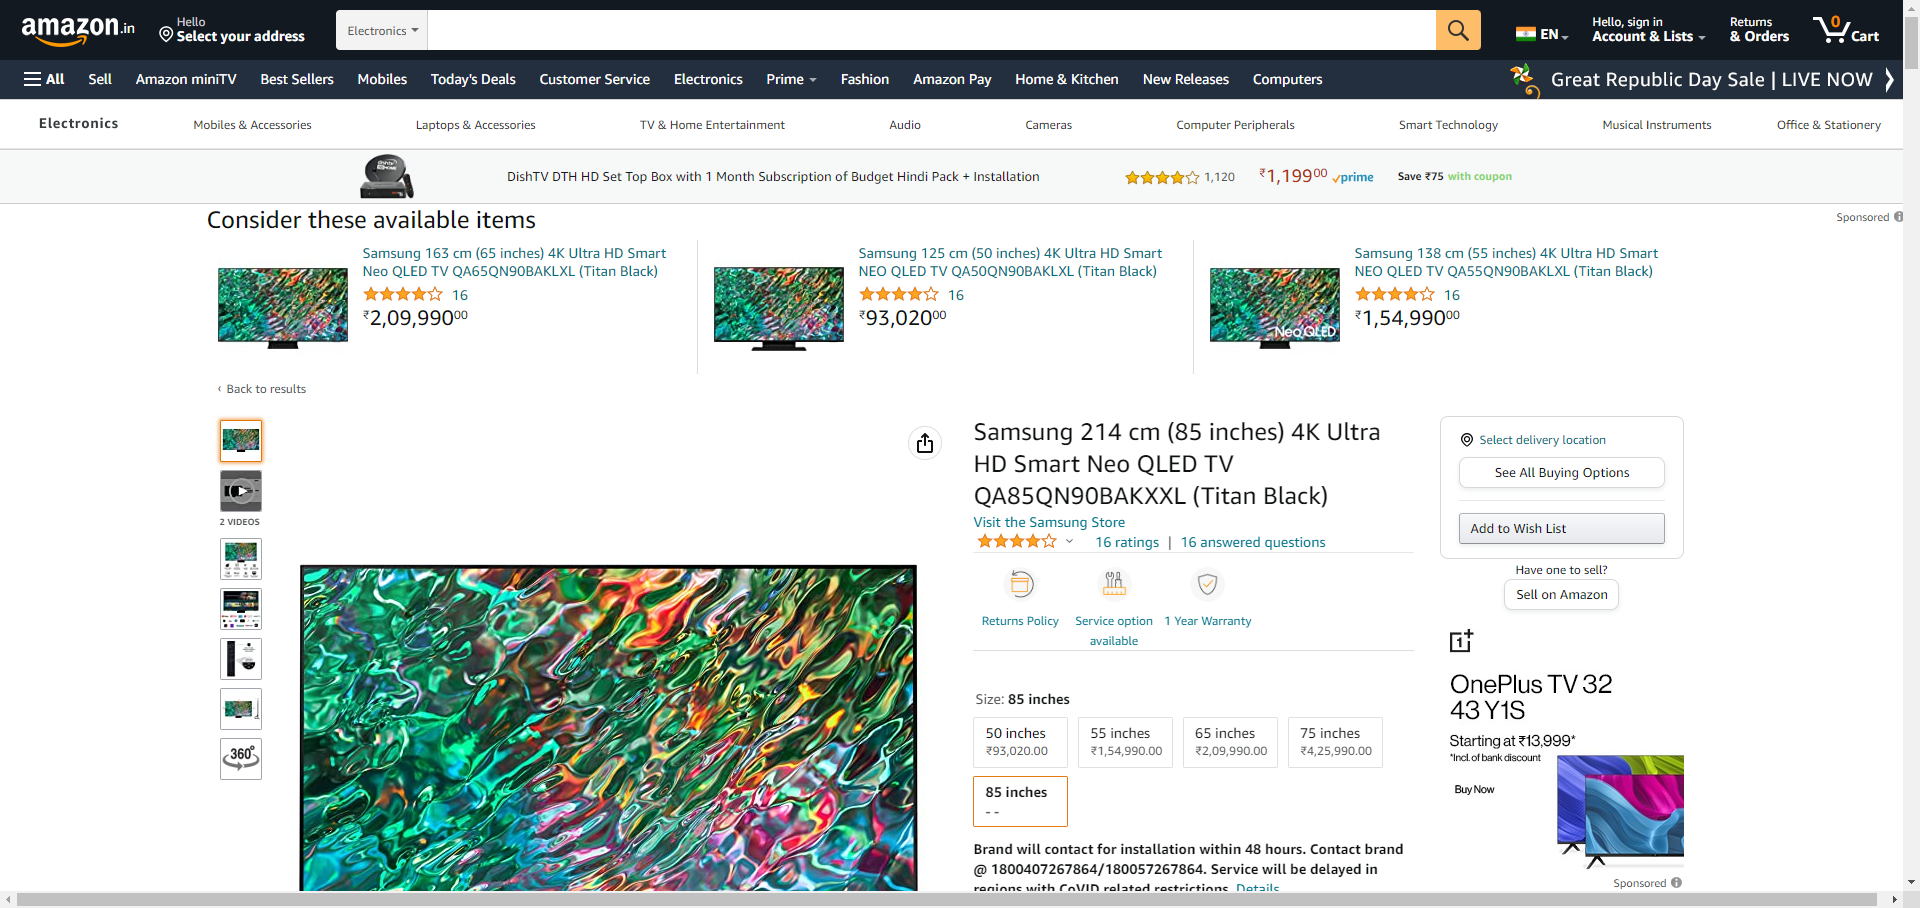 amazon.in
Hello
Select your address
Electronics
EN
Hello, sign in
Account & Lists
Returns
& Orders
0
Cart
All
Sell
Amazon miniTV
Best Sellers
Mobiles
Today's Deals
Customer Service
Electronics
Prime
Fashion
Amazon Pay
Home & Kitchen
New Releases
Computers
Great Republic Day Sale | LIVE NOW
Electronics
Mobiles & Accessories
Laptops & Accessories
TV & Home Entertainment
Audio
Cameras
Computer Peripherals
Smart Technology
Musical Instruments
Office & Stationery
DishTV DTH HD Set Top Box with 1 Month Subscription of Budget Hindi Pack + Installation
1,120
₹1,19900
prime
Save ₹75 with coupon
Consider these available items
Sponsored
Samsung 163 cm (65 inches) 4K Ultra HD Smart
Neo QLED TV QA65QN90BAKLXL (Titan Black)
16
₹2,09,99000
Samsung 125 cm (50 inches) 4K Ultra HD Smart
NEO QLED TV QA50QN90BAKLXL (Titan Black)
16
₹93,02000
Neo QLED
Samsung 138 cm (55 inches) 4K Ultra HD Smart
NEO QLED TV QA55QN90BAKLXL (Titan Black)
16
₹1,54,99000
‹ Back to results
2 VIDEOS
360°
Samsung 214 cm (85 inches) 4K Ultra
HD Smart Neo QLED TV
QA85QN90BAKXXL (Titan Black)
Visit the Samsung Store
16 ratings | 16 answered questions
Returns Policy
Service option
available
1 Year Warranty
Size: 85 inches
50 inches
₹93,020.00
55 inches
₹1,54,990.00
65 inches
₹2,09,990.00
75 inches
₹4,25,990.00
85 inches
- -
Brand will contact for installation within 48 hours. Contact brand
@ 1800407267864/180057267864. Service will be delayed in
regions with CoVID related restrictions. Details
Select delivery location
See All Buying Options
Add to Wish List
Have one to sell?
Sell on Amazon
1+
OnePlus TV 32
43 Y1S
Starting at ₹13,999*
*Incl. of bank discount
Buy Now
Sponsored